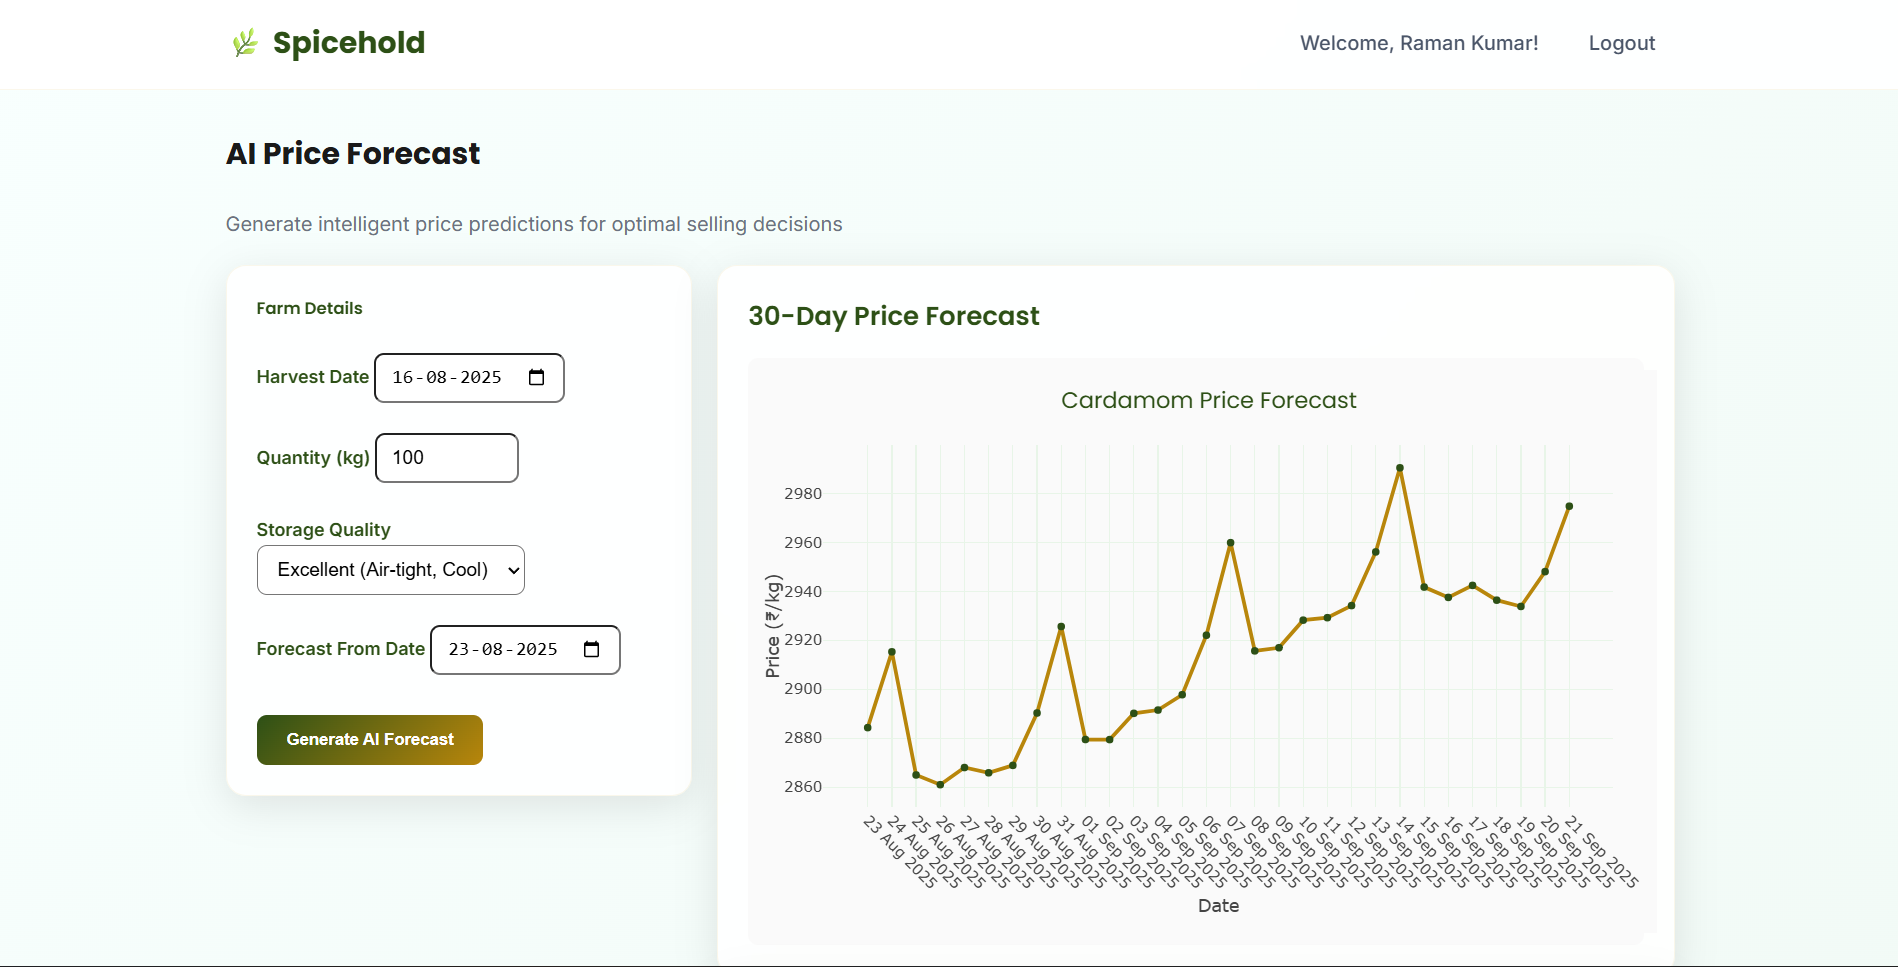 Spicehold
Welcome, Raman Kumar!
Logout
AI Price Forecast
Generate intelligent price predictions for optimal selling decisions
Farm Details
Harvest Date 16-08-2025
Quantity (kg) 100
Storage Quality
Excellent (Air-tight, Cool)
Forecast From Date 23-08-2025
Generate AI Forecast
30-Day Price Forecast
Cardamom Price Forecast
Price (₹/kg)
2980
2960
2940
2920
2900
2880
2860
23 Aug 2025
24 Aug 2025
25 Aug 2025
26 Aug 2025
27 Aug 2025
28 Aug 2025
29 Aug 2025
30 Aug 2025
31 Aug 2025
01 Sep 2025
02 Sep 2025
03 Sep 2025
04 Sep 2025
05 Sep 2025
06 Sep 2025
07 Sep 2025
08 Sep 2025
09 Sep 2025
10 Sep 2025
11 Sep 2025
12 Sep 2025
13 Sep 2025
14 Sep 2025
15 Sep 2025
16 Sep 2025
17 Sep 2025
18 Sep 2025
19 Sep 2025
20 Sep 2025
21 Sep 2025
Date